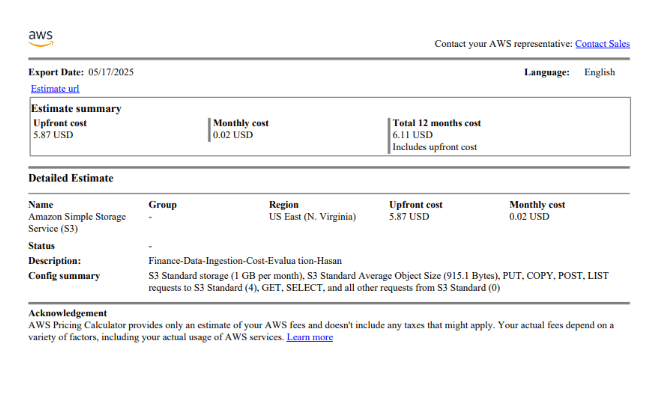 aws
Contact your AWS representative: Contact Sales
Export Date: 05/17/2025 Language: English
Estimate url
Estimate summary
Upfront cost Monthly cost Total 12 months cost
5.87 USD 0.02 USD 6.11 USD
Includes upfront cost
Detailed Estimate
Name Group Region Upfront cost Monthly cost
Amazon Simple Storage - US East (N. Virginia) 5.87 USD 0.02 USD
Service (S3)
Status -
Description: Finance-Data-Ingestion-Cost-Evalua tion-Hasan
Config summary S3 Standard storage (1 GB per month), S3 Standard Average Object Size (915.1 Bytes), PUT, COPY, POST, LIST
requests to S3 Standard (4), GET, SELECT, and all other requests from S3 Standard (0)
Acknowledgement
AWS Pricing Calculator provides only an estimate of your AWS fees and doesn't include any taxes that might apply. Your actual fees depend on a
variety of factors, including your actual usage of AWS services. Learn more